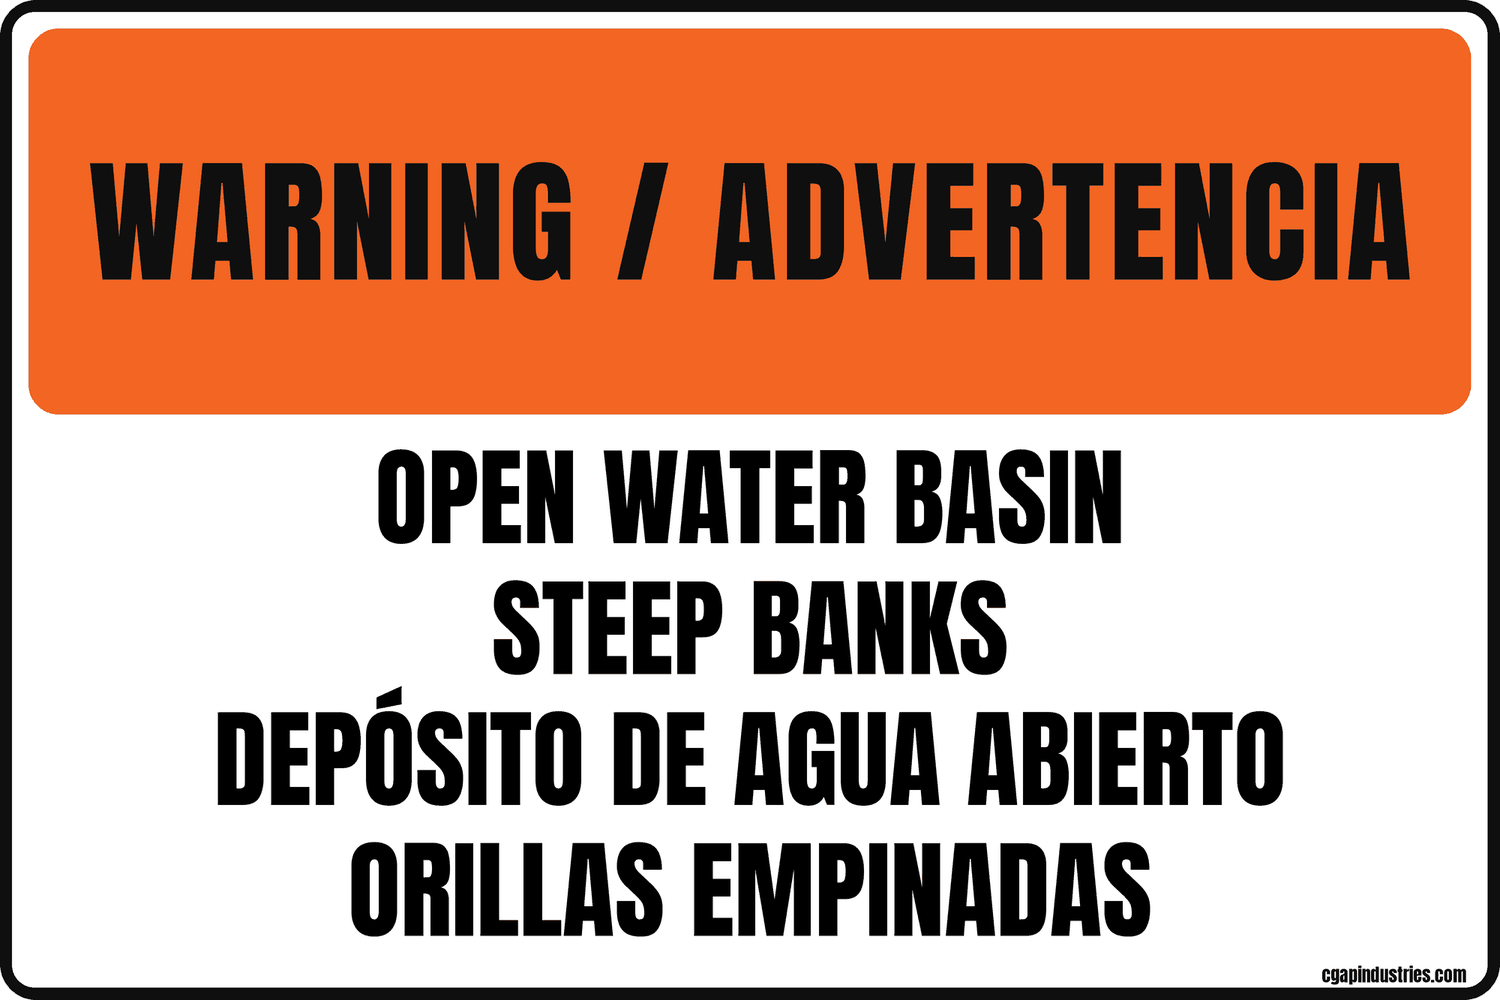 WARNING / ADVERTENCIA
OPEN WATER BASIN
STEEP BANKS
DEPÓSITO DE AGUA ABIERTO
ORILLAS EMPINADAS
cgapindustries.com